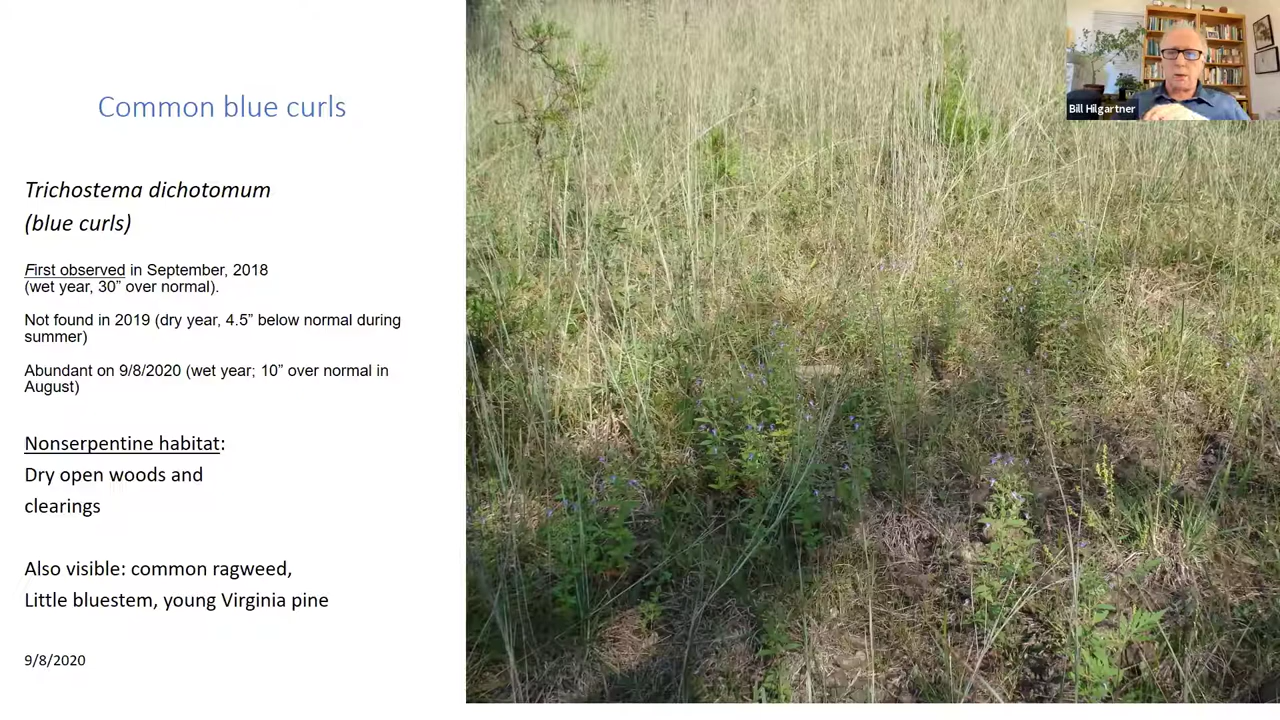 Common blue curls
Bill Hilgartner
Trichostema dichotomum
(blue curls)
First observed in September, 2018
(wet year, 30” over normal).
Not found in 2019 (dry year, 4.5” below normal during
summer)
Abundant on 9/8/2020 (wet year; 10” over normal in
August)
Nonserpentine habitat:
Dry open woods and
clearings
Also visible: common ragweed,
Little bluestem, young Virginia pine
9/8/2020